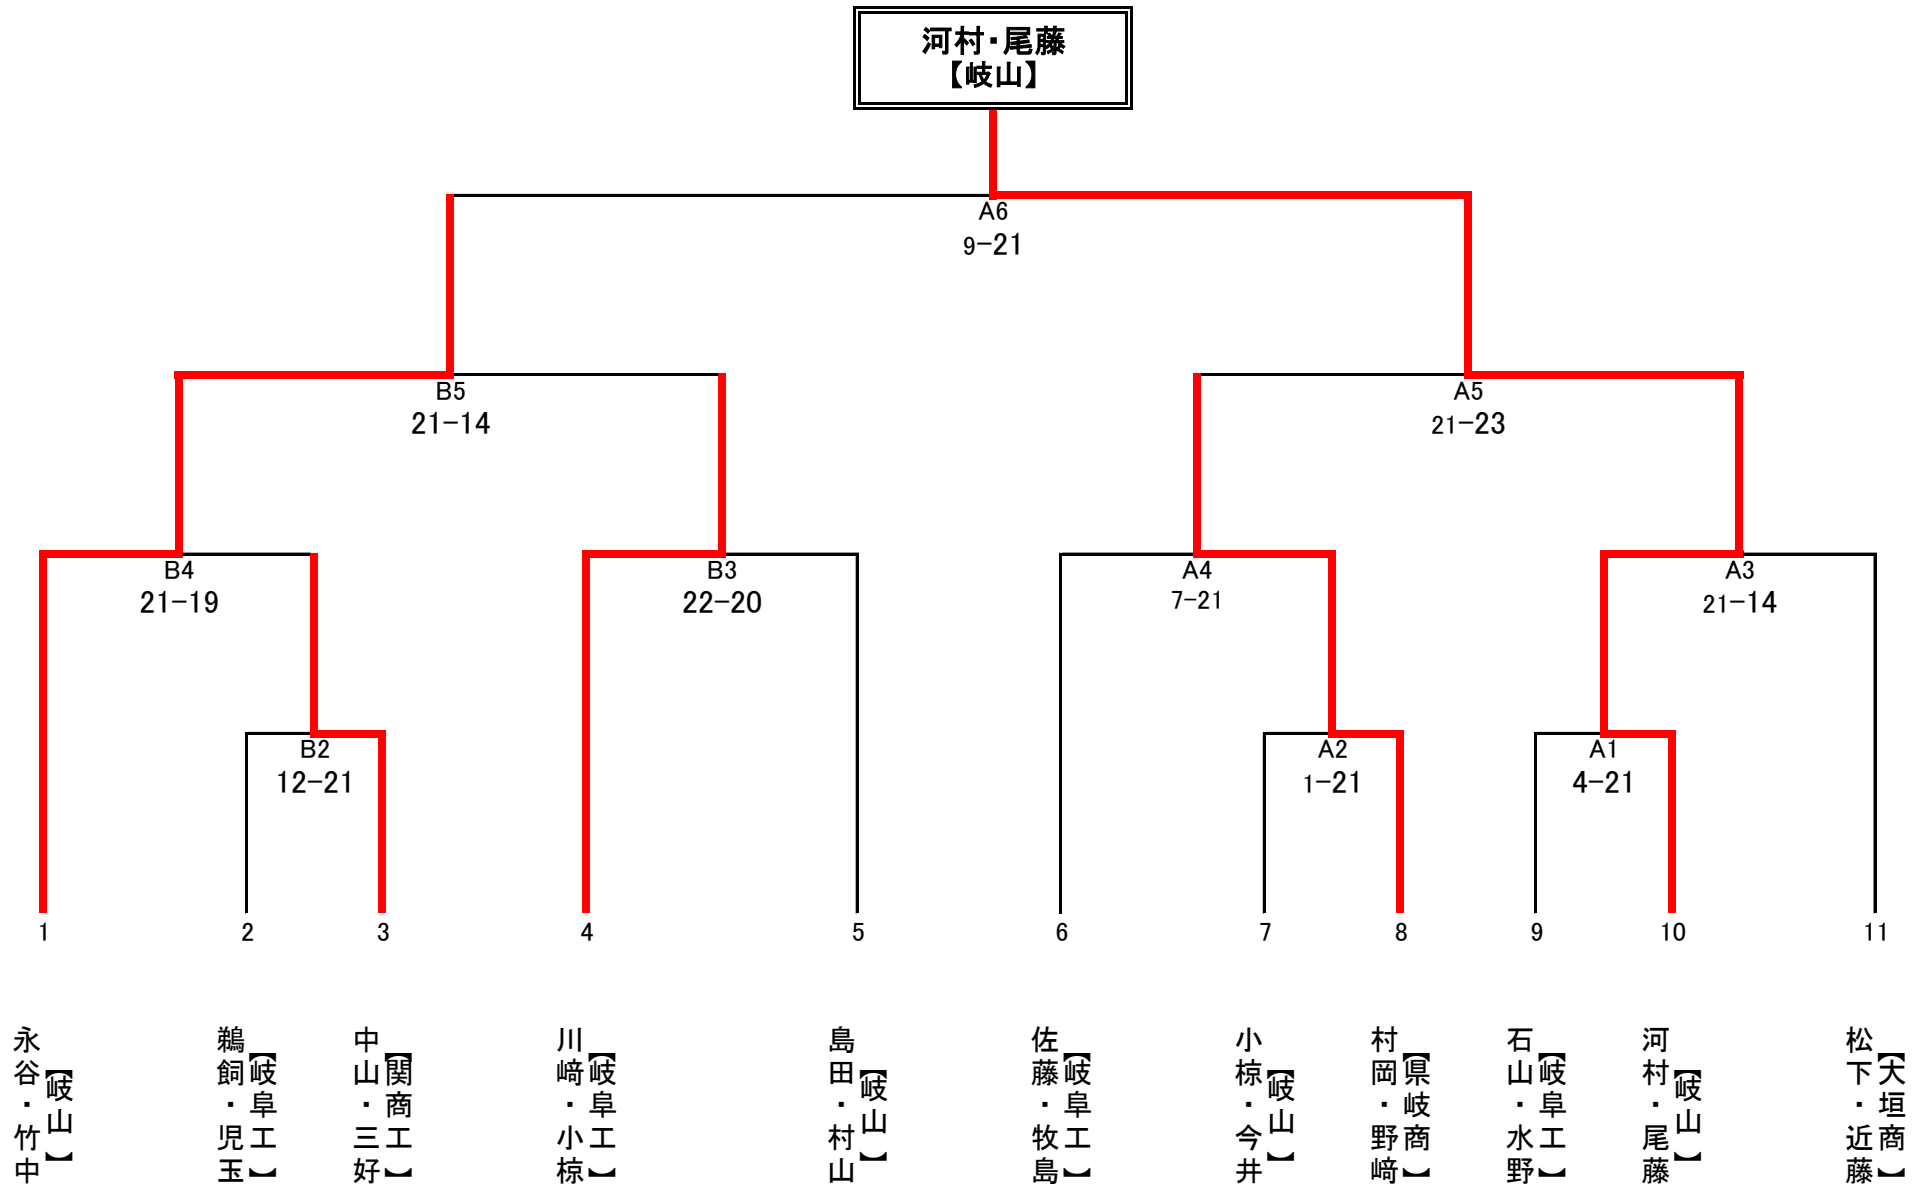 河村・尾藤
【岐山】
A6
9-21
B5
21-14
A5
21-23
B4
21-19
B3
22-20
A4
7-21
A3
21-14
B2
12-21
A2
1-21
A1
4-21
1
2
3
4
5
6
7
8
9
10
11
永谷・竹中
【岐山】
鵜飼・児玉
【岐阜工】
中山・三好
【関商工】
川﨑・小椋
【岐阜工】
島田・村山
【岐山】
佐藤・牧島
【岐阜工】
小椋・今井
【岐山】
村岡・野﨑
【県岐商】
石山・水野
【岐阜工】
河村・尾藤
【岐山】
松下・近藤
【大垣商】